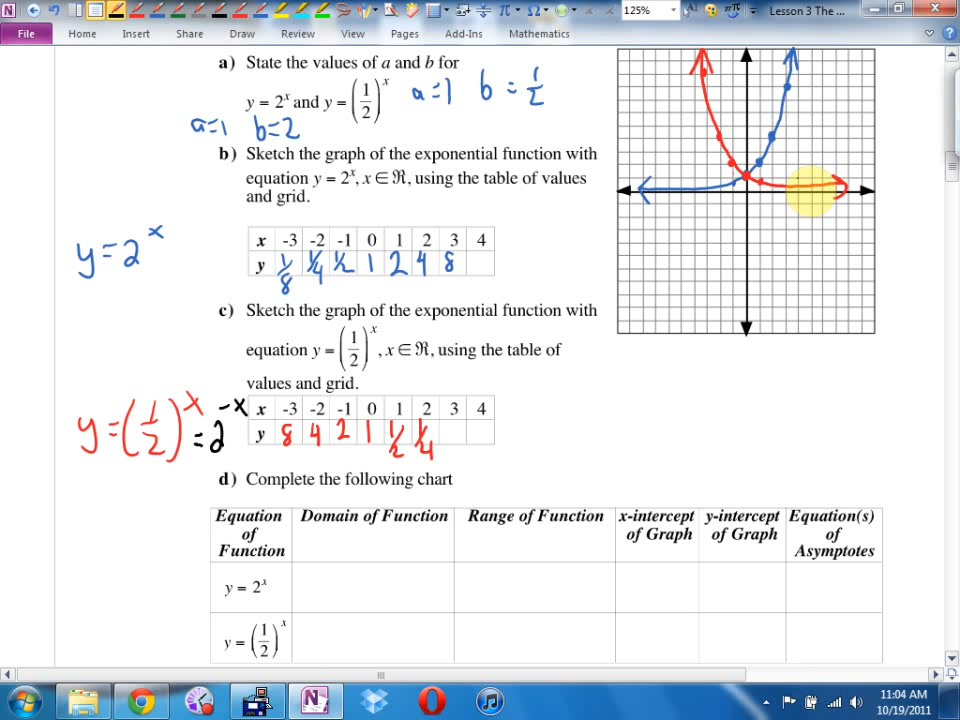 125%
Lesson 3 The ...
File Home Insert Share Draw Review View Pages Add-Ins Mathematics
a) State the values of a and b for
y = 2^x and y = (1/2)^x a=1 b=1/2
a=1 b=2
b) Sketch the graph of the exponential function with
equation y = 2^x, x ∈ ℜ, using the table of values
and grid.
y=2^x
x -3 -2 -1 0 1 2 3 4
y 1/8 1/4 1/2 1 2 4 8
c) Sketch the graph of the exponential function with
equation y = (1/2)^x, x ∈ ℜ, using the table of
values and grid.
y=(1/2)^x =2^-x
x -3 -2 -1 0 1 2 3 4
y 8 4 2 1 1/2 1/4
d) Complete the following chart
Equation of Function Domain of Function Range of Function x-intercept of Graph y-intercept of Graph Equation(s) of Asymptotes
y = 2^x
y = (1/2)^x
11:04 AM
10/19/2011